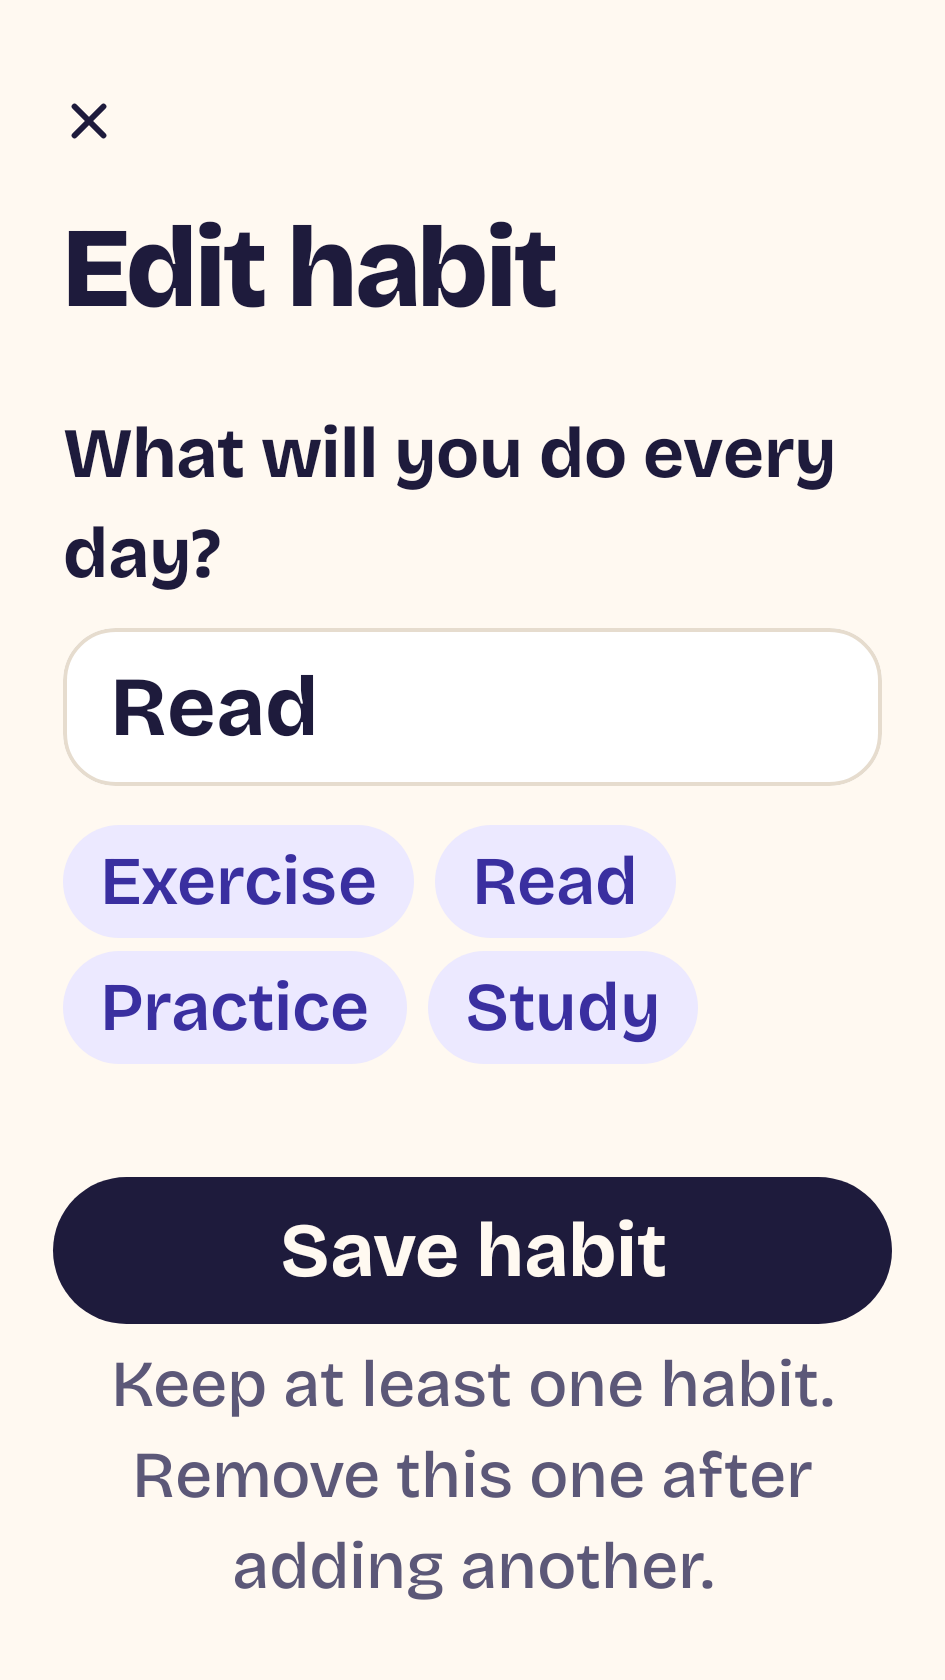 Edit habit
What will you do every
day?
Read
Exercise
Read
Practice
Study
Save habit
Keep at least one habit.
Remove this one after
adding another.